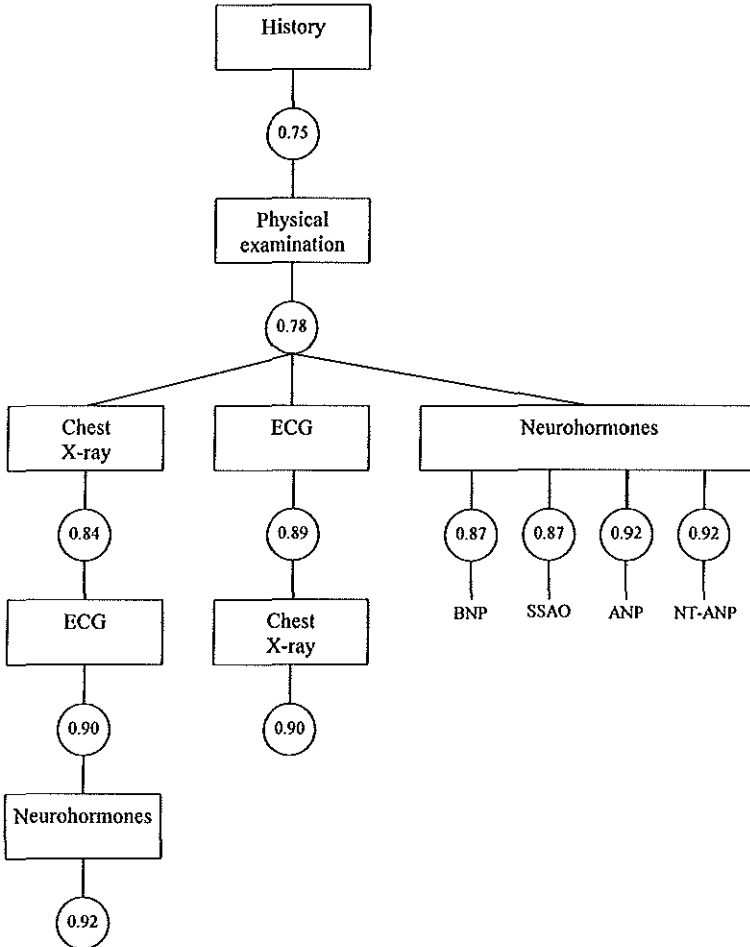 History
0.75
Physical
examination
0.78
Chest
X-ray
ECG
Neurohormones
0.84
0.89
0.87
0.87
0.92
0.92
BNP
SSAO
ANP
NT-ANP
ECG
Chest
X-ray
0.90
0.90
Neurohormones
0.92